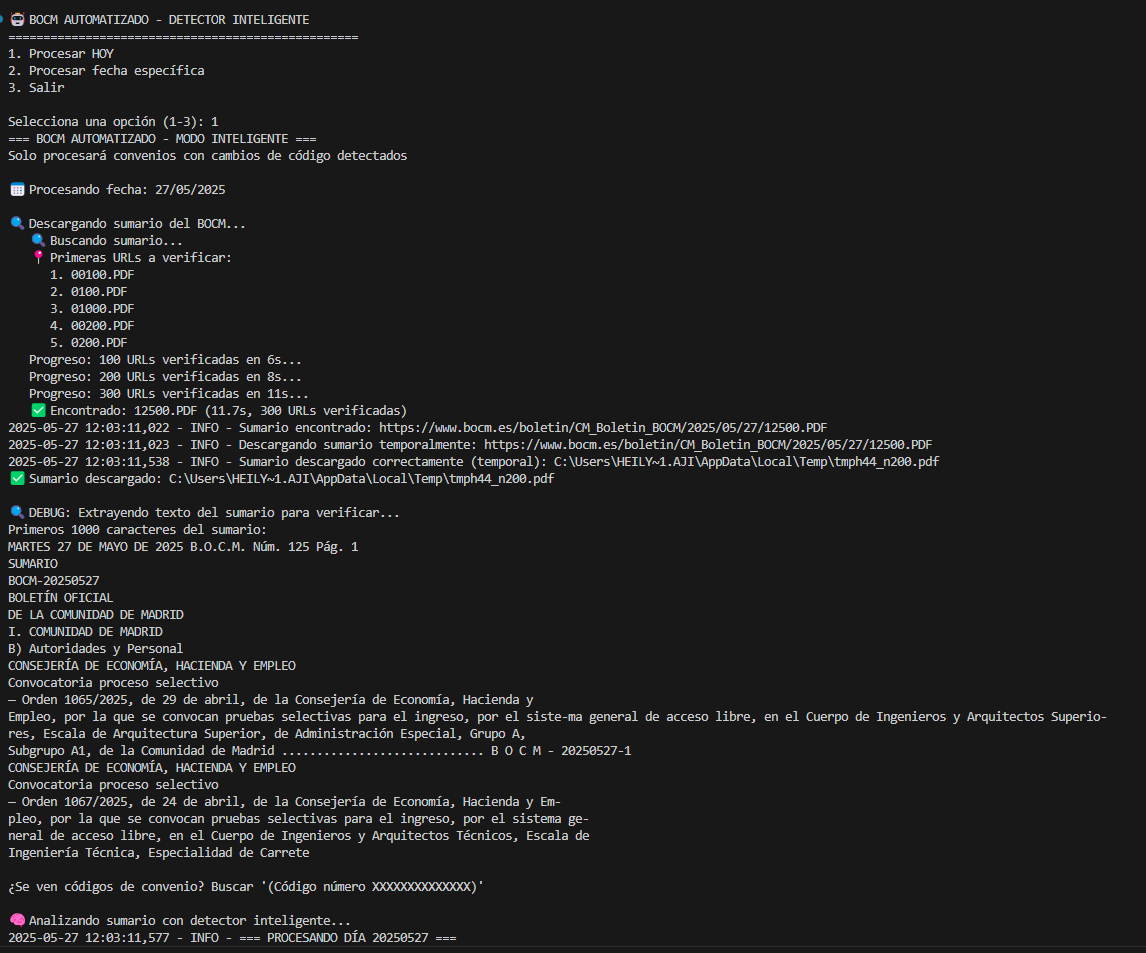 BOCM AUTOMATIZADO - DETECTOR INTELIGENTE
==================================================
1. Procesar HOY
2. Procesar fecha específica
3. Salir
Selecciona una opción (1-3): 1
=== BOCM AUTOMATIZADO - MODO INTELIGENTE ===
Solo procesará convenios con cambios de código detectados
Procesando fecha: 27/05/2025
Descargando sumario del BOCM...
Buscando sumario...
Primeras URLs a verificar:
1. 00100.PDF
2. 0100.PDF
3. 01000.PDF
4. 00200.PDF
5. 0200.PDF
Progreso: 100 URLs verificadas en 6s...
Progreso: 200 URLs verificadas en 8s...
Progreso: 300 URLs verificadas en 11s...
Encontrado: 12500.PDF (11.7s, 300 URLs verificadas)
2025-05-27 12:03:11,022 - INFO - Sumario encontrado: https://www.bocm.es/boletin/CM_Boletin_BOCM/2025/05/27/12500.PDF
2025-05-27 12:03:11,023 - INFO - Descargando sumario temporalmente: https://www.bocm.es/boletin/CM_Boletin_BOCM/2025/05/27/12500.PDF
2025-05-27 12:03:11,538 - INFO - Sumario descargado correctamente (temporal): C:\Users\HEILY~1.AJI\AppData\Local\Temp\tmph44_n200.pdf
Sumario descargado: C:\Users\HEILY~1.AJI\AppData\Local\Temp\tmph44_n200.pdf
DEBUG: Extrayendo texto del sumario para verificar...
Primeros 1000 caracteres del sumario:
MARTES 27 DE MAYO DE 2025 B.O.C.M. Núm. 125 Pág. 1
SUMARIO
BOCM-20250527
BOLETÍN OFICIAL
DE LA COMUNIDAD DE MADRID
I. COMUNIDAD DE MADRID
B) Autoridades y Personal
CONSEJERÍA DE ECONOMÍA, HACIENDA Y EMPLEO
Convocatoria proceso selectivo
— Orden 1065/2025, de 29 de abril, de la Consejería de Economía, Hacienda y
Empleo, por la que se convocan pruebas selectivas para el ingreso, por el siste-ma general de acceso libre, en el Cuerpo de Ingenieros y Arquitectos Superio-
res, Escala de Arquitectura Superior, de Administración Especial, Grupo A,
Subgrupo A1, de la Comunidad de Madrid ............................. B O C M - 20250527-1
CONSEJERÍA DE ECONOMÍA, HACIENDA Y EMPLEO
Convocatoria proceso selectivo
— Orden 1067/2025, de 24 de abril, de la Consejería de Economía, Hacienda y Em-
pleo, por la que se convocan pruebas selectivas para el ingreso, por el sistema ge-
neral de acceso libre, en el Cuerpo de Ingenieros y Arquitectos Técnicos, Escala de
Ingeniería Técnica, Especialidad de Carrete
¿Se ven códigos de convenio? Buscar '(Código número XXXXXXXXXXXXXX)'
Analizando sumario con detector inteligente...
2025-05-27 12:03:11,577 - INFO - === PROCESANDO DÍA 20250527 ===